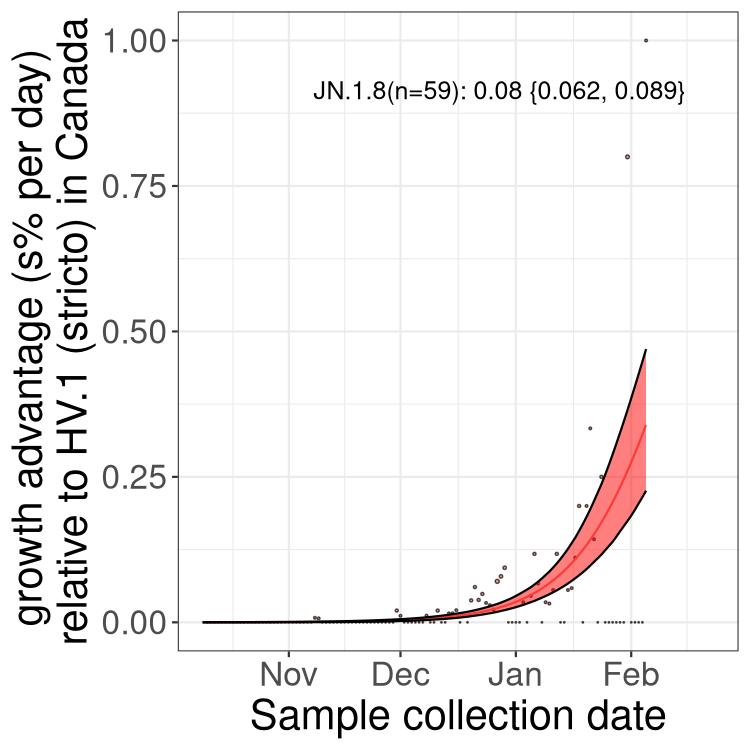 growth advantage (s% per day)
relative to HV.1 (stricto) in Canada
JN.1.8(n=59): 0.08 {0.062, 0.089}
1.00
0.75
0.50
0.25
0.00
Nov Dec Jan Feb
Sample collection date